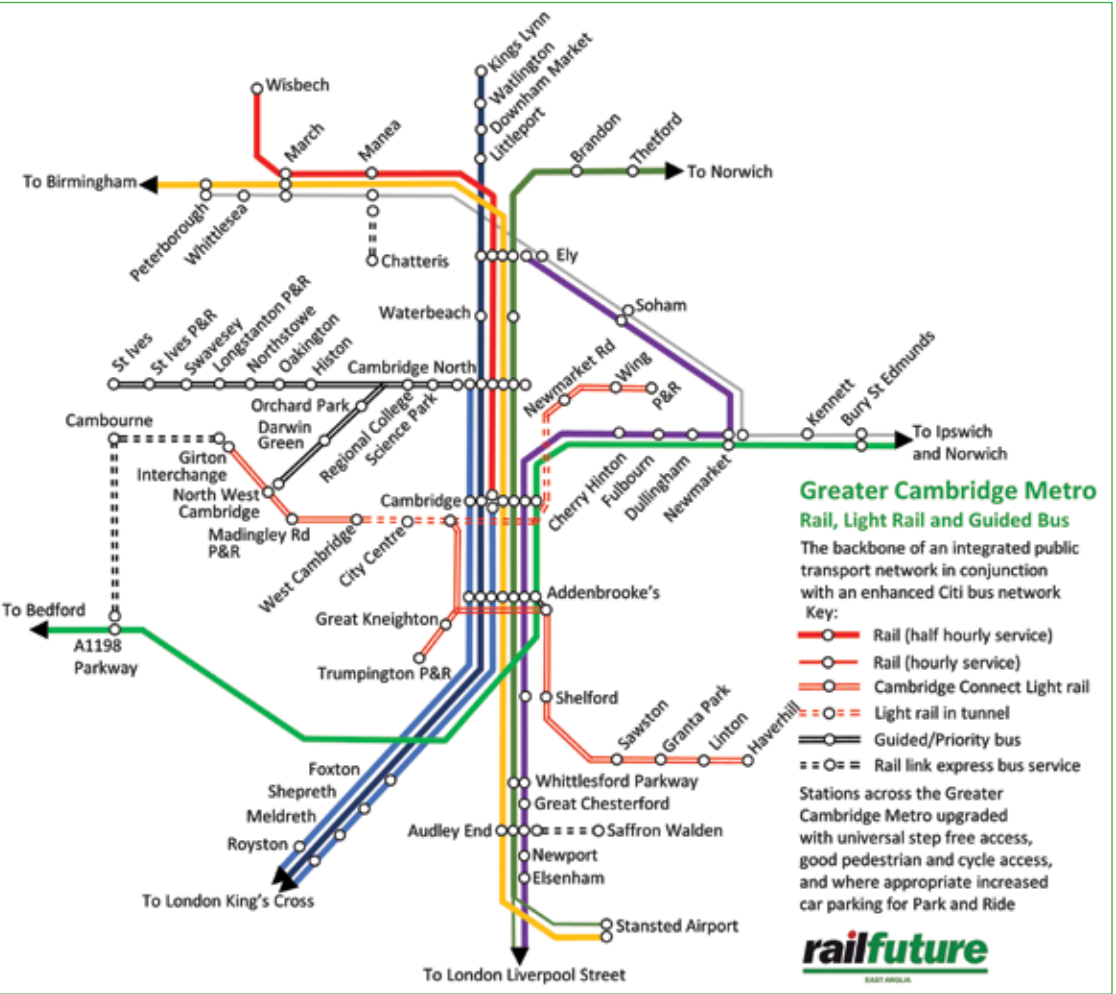 Kings Lynn
Watlington
Downham Market
Littleport
Wisbech
March
Manea
Brandon
Thetford
To Birmingham
To Norwich
Peterborough
Whittlesea
Chatteris
Ely
Soham
Waterbeach
St Ives
St Ives P&R
Swavesey
Longstanton P&R
Northstowe
Oakington
Histon
Cambridge North
Newmarket Rd
Wing
P&R
Kennett
Bury St Edmunds
Orchard Park
Darwin
Green
Regional College
Science Park
Cambourne
Girton
Interchange
To Ipswich
and Norwich
Cherry Hinton
Fulbourn
Dullingham
Newmarket
North West
Cambridge
Cambridge
Madingley Rd
P&R
West Cambridge
City Centre
Greater Cambridge Metro
Rail, Light Rail and Guided Bus
The backbone of an integrated public
transport network in conjunction
with an enhanced Citi bus network
Key:
Rail (half hourly service)
Rail (hourly service)
Cambridge Connect Light rail
Light rail in tunnel
Guided/Priority bus
Rail link express bus service
Stations across the Greater
Cambridge Metro upgraded
with universal step free access,
good pedestrian and cycle access,
and where appropriate increased
car parking for Park and Ride
To Bedford
A1198
Parkway
Addenbrooke's
Great Kneighton
Trumpington P&R
Shelford
Sawston
Granta Park
Linton
Haverhill
Foxton
Shepreth
Meldreth
Royston
Whittlesford Parkway
Great Chesterford
Audley End
Saffron Walden
Newport
Elsenham
To London King's Cross
Stansted Airport
To London Liverpool Street
railfuture
EAST ANGLIA